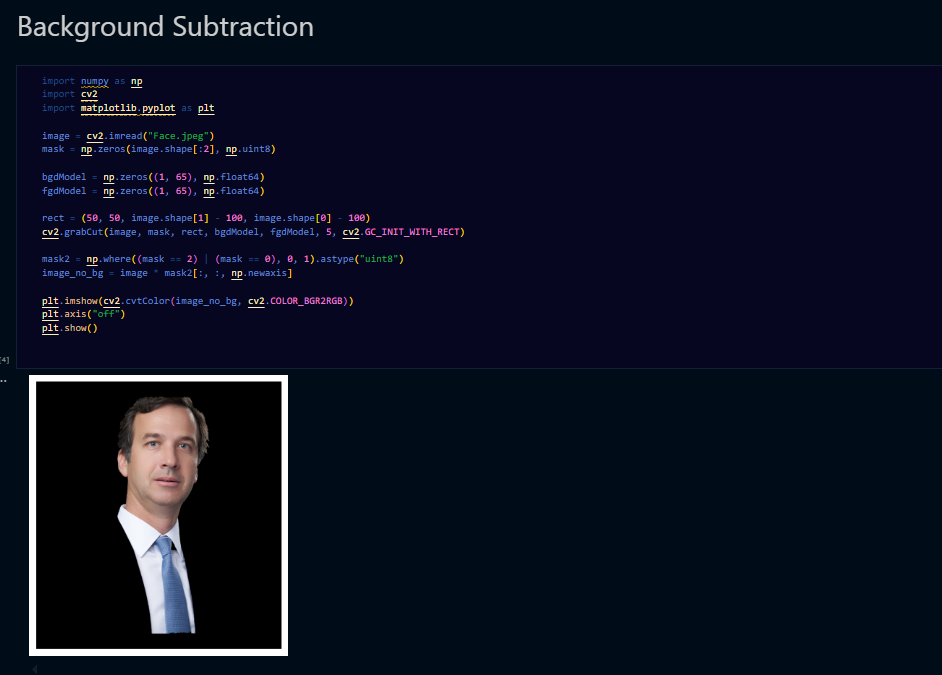 Background Subtraction
import numpy as np
import cv2
import matplotlib.pyplot as plt
image = cv2.imread("Face.jpeg")
mask = np.zeros(image.shape[:2], np.uint8)
bgdModel = np.zeros((1, 65), np.float64)
fgdModel = np.zeros((1, 65), np.float64)
rect = (50, 50, image.shape[1] - 100, image.shape[0] - 100)
cv2.grabCut(image, mask, rect, bgdModel, fgdModel, 5, cv2.GC_INIT_WITH_RECT)
mask2 = np.where((mask == 2) | (mask == 0), 0, 1).astype("uint8")
image_no_bg = image * mask2[:, :, np.newaxis]
plt.imshow(cv2.cvtColor(image_no_bg, cv2.COLOR_BGR2RGB))
plt.axis("off")
plt.show()
[4]